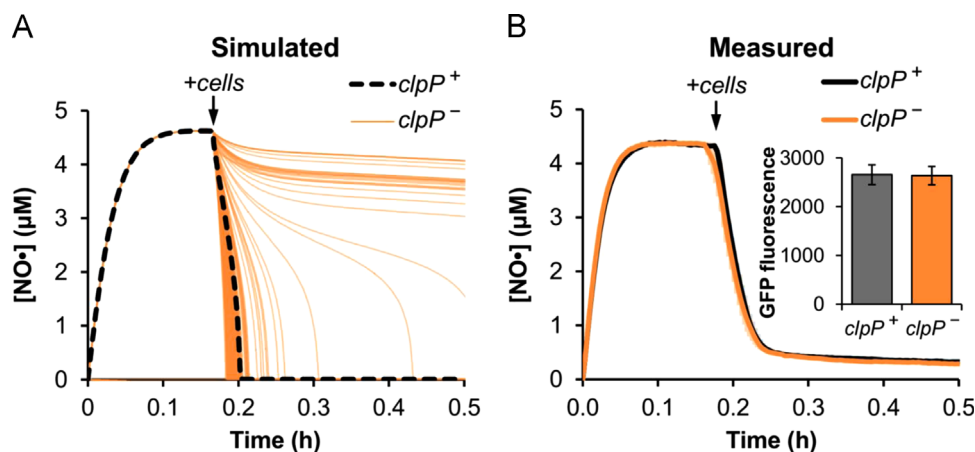 A
Simulated
+cells
clpP +
clpP −
[NO•] (µM)
5
4
3
2
1
0
0
0.1
0.2
0.3
0.4
0.5
Time (h)
B
Measured
+cells
clpP +
clpP −
[NO•] (µM)
5
4
3
2
1
0
0.0
0.1
0.2
0.3
0.4
0.5
Time (h)
GFP fluorescence
3000
2000
1000
0
clpP +
clpP −